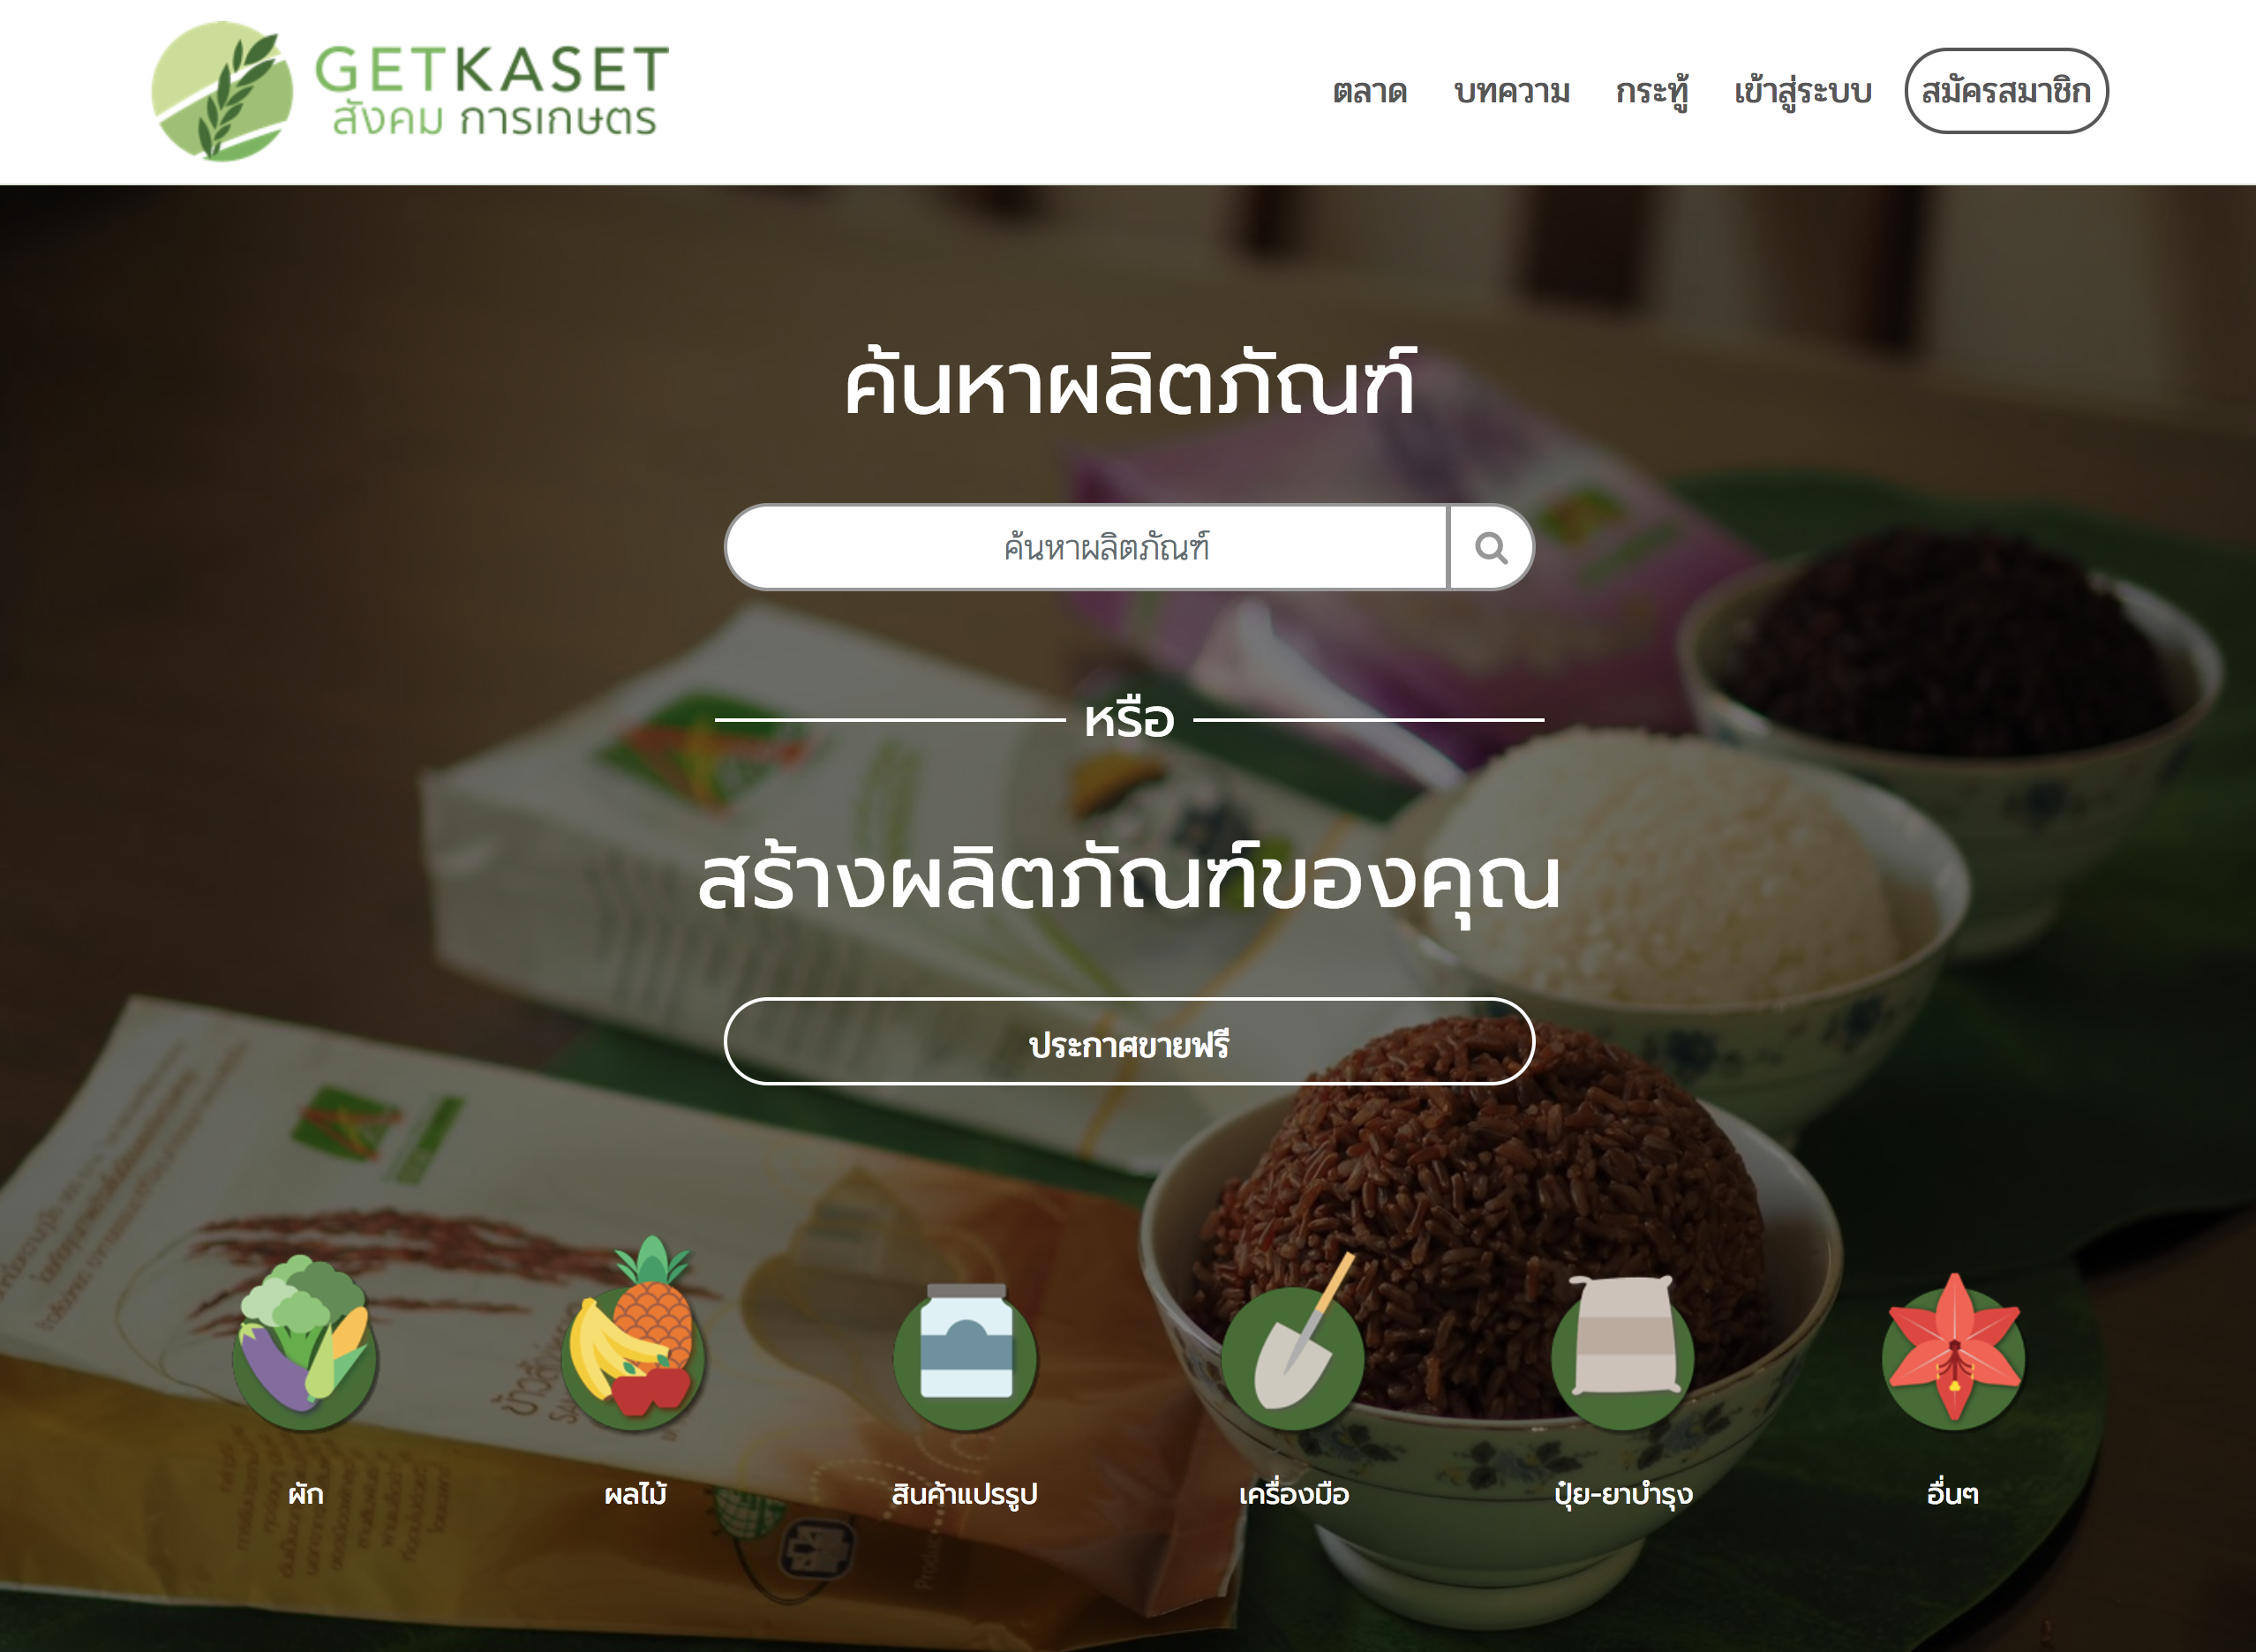 GETKASET
สังคม การเกษตร
ตลาด บทความ กระทู้ เข้าสู่ระบบ สมัครสมาชิก
ค้นหาผลิตภัณฑ์
ค้นหาผลิตภัณฑ์
หรือ
สร้างผลิตภัณฑ์ของคุณ
ประกาศขายฟรี
ผัก ผลไม้ สินค้าแปรรูป เครื่องมือ ปุ๋ย-ยาบำรุง อื่นๆ